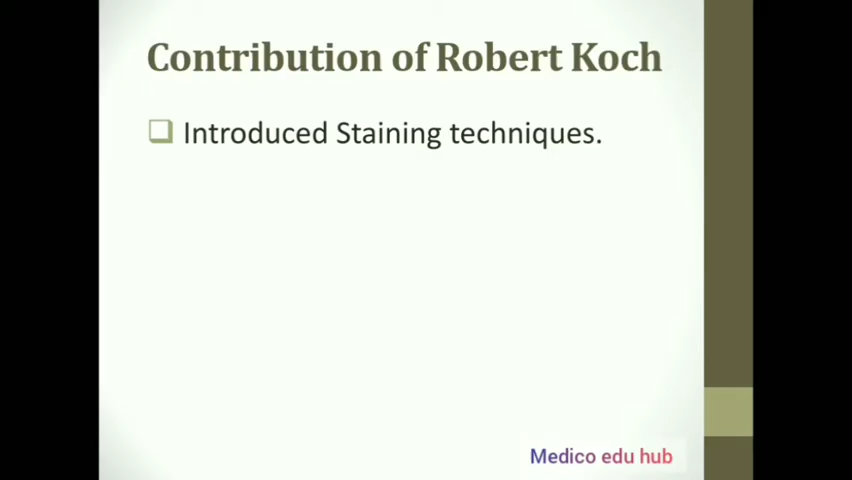 Contribution of Robert Koch
Introduced Staining techniques.
Medico edu hub